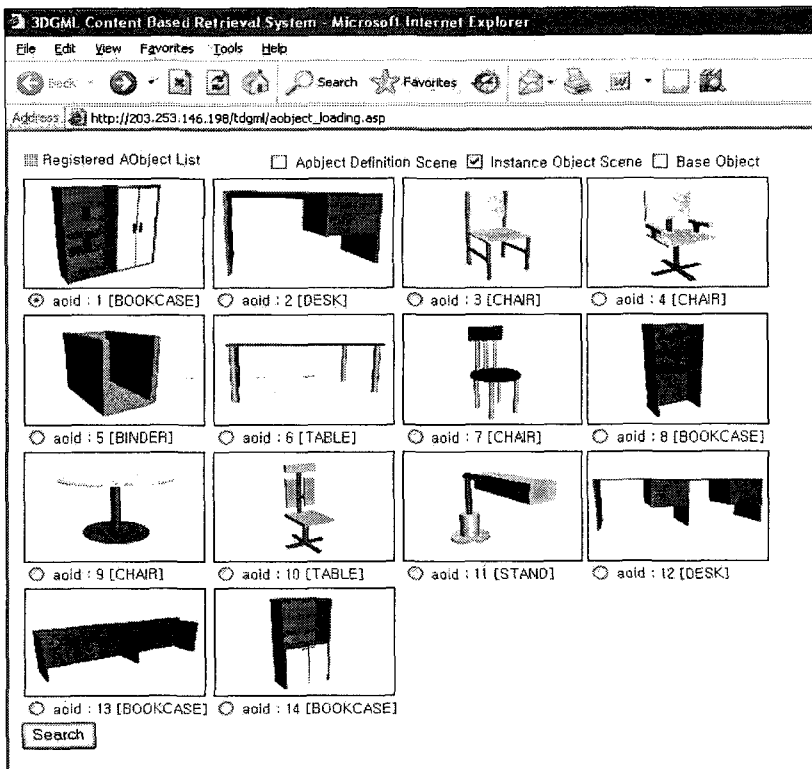 3DGML Content Based Retrieval System - Microsoft Internet Explorer
File Edit View Favorites Tools Help
Back Search Favorites
Address http://203.253.146.198/tdgml/aobject_loading.asp
Registered AObject List Aobject Definition Scene Instance Object Scene Base Object
aoid : 1 [BOOKCASE] aoid : 2 [DESK] aoid : 3 [CHAIR] aoid : 4 [CHAIR]
aoid : 5 [BINDER] aoid : 6 [TABLE] aoid : 7 [CHAIR] aoid : 8 [BOOKCASE]
aoid : 9 [CHAIR] aoid : 10 [TABLE] aoid : 11 [STAND] aoid : 12 [DESK]
aoid : 13 [BOOKCASE] aoid : 14 [BOOKCASE]
Search